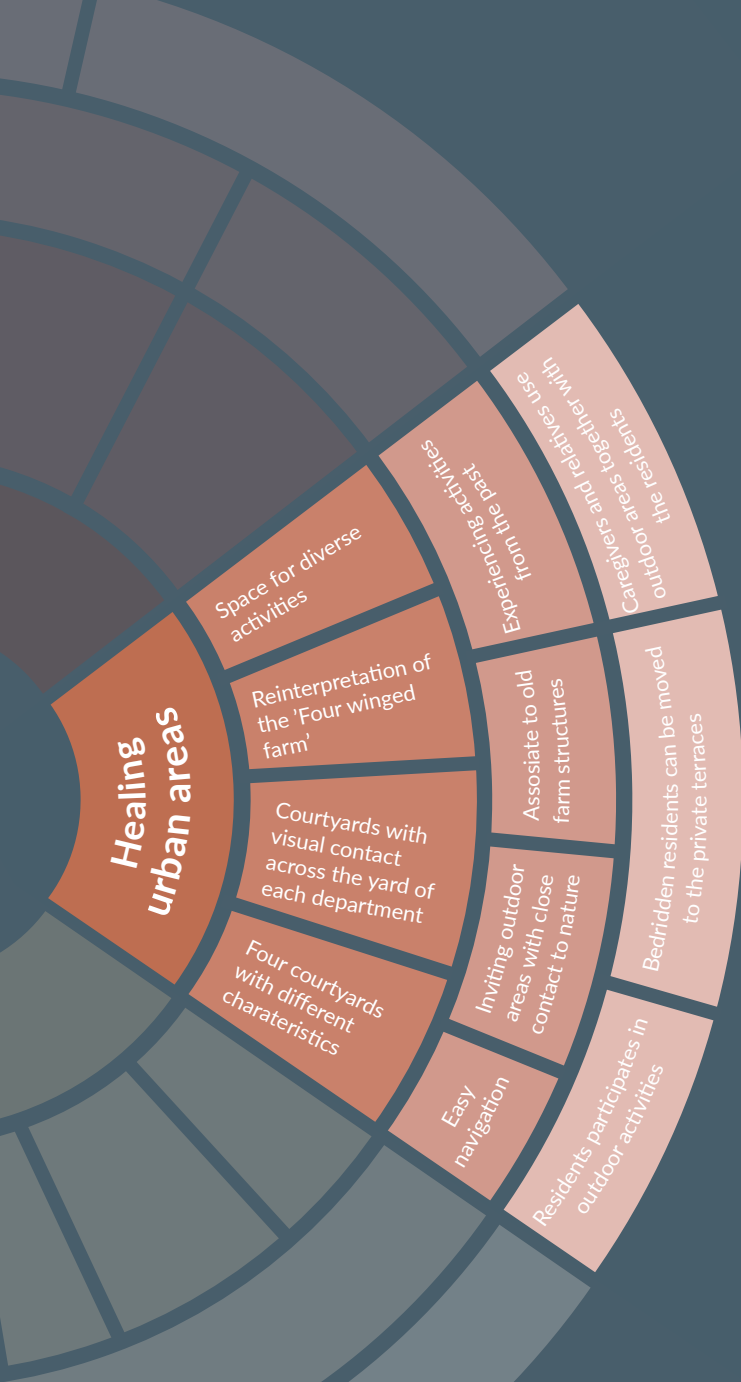 Healing
urban areas
Space for diverse
activities
Reinterpretation of
the 'Four winged
farm'
Courtyards with
visual contact
across the yard of
each department
Four courtyards
with different
charateristics
Experiencing activities
from the past
Assosiate to old
farm structures
Inviting outdoor
areas with close
contact to nature
Easy
navigation
Caregivers and relatives use
outdoor areas together with
the residents
Bedridden residents can be moved
to the private terraces
Residents participates in
outdoor activities